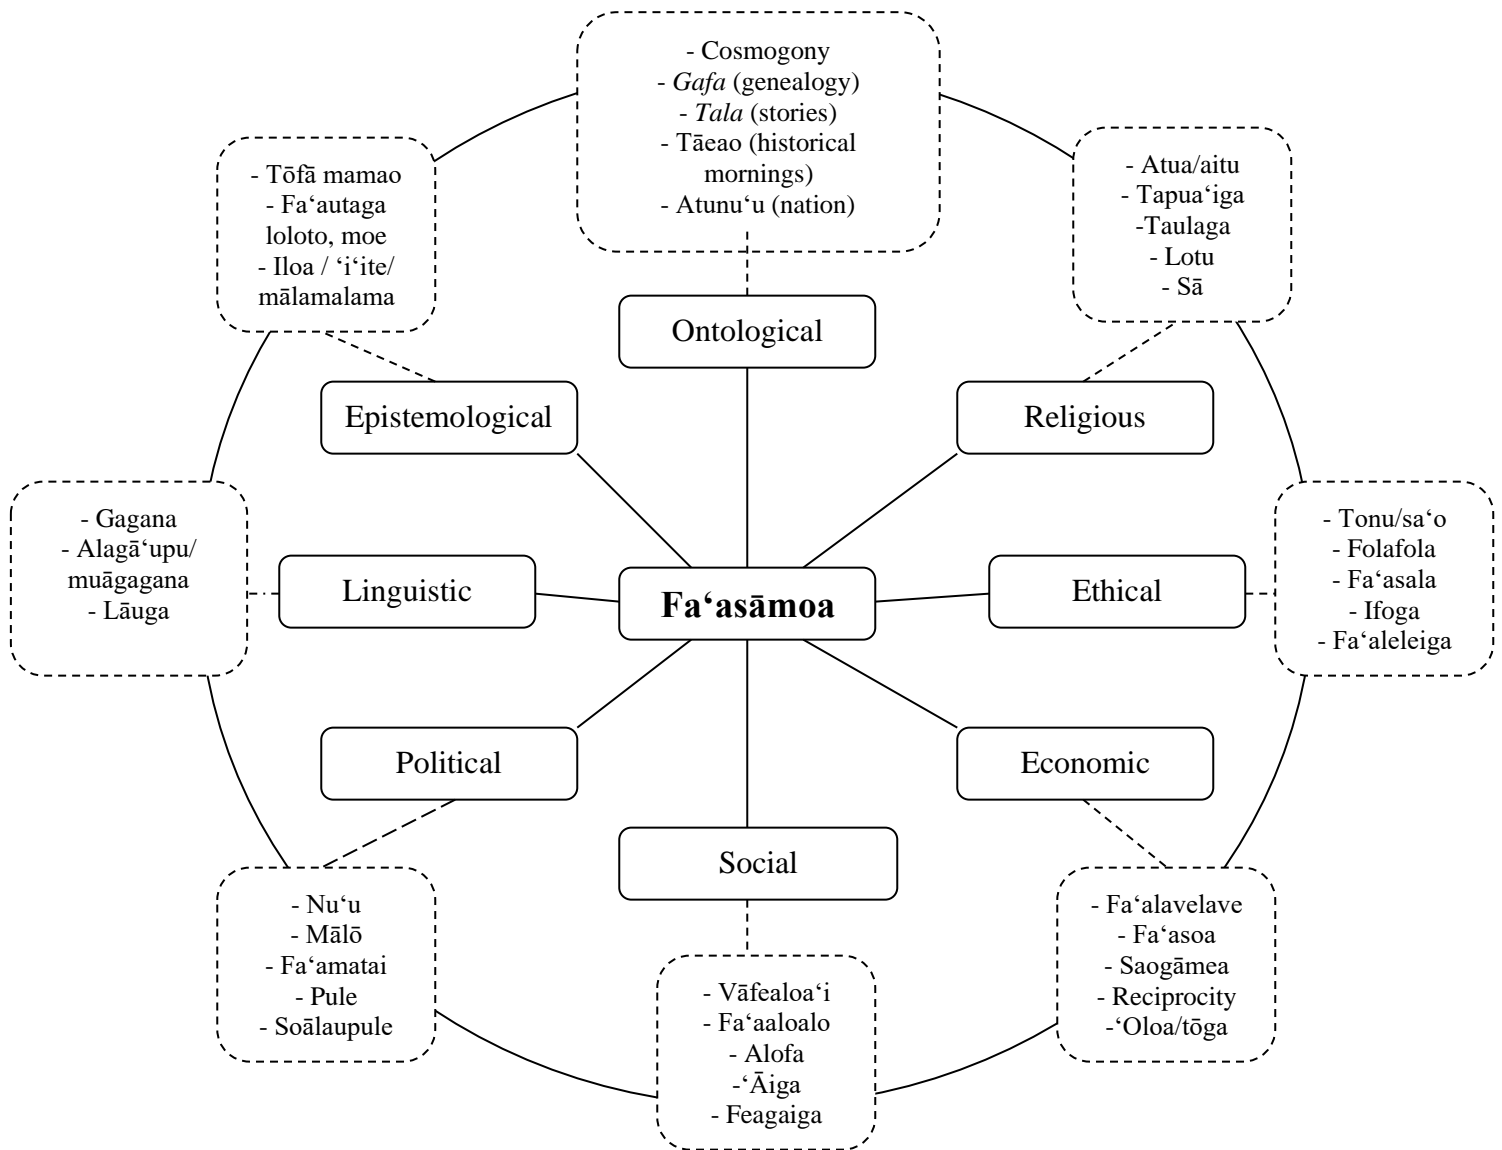 - Cosmogony
- Gafa (genealogy)
- Tala (stories)
- Tāeao (historical
mornings)
- Atunu‘u (nation)
- Tōfā mamao
- Fa‘autaga
loloto, moe
- Iloa / ‘i‘ite/
mālamalama
- Atua/aitu
- Tapua‘iga
-Taulaga
- Lotu
- Sā
Ontological
Epistemological
Religious
- Gagana
- Alagā‘upu/
muāgagana
- Lāuga
Linguistic
Fa‘asāmoa
Ethical
- Tonu/sa‘o
- Folafola
- Fa‘asala
- Ifoga
- Fa‘aleleiga
Political
Economic
Social
- Nu‘u
- Mālō
- Fa‘amatai
- Pule
- Soālaupule
- Vāfealoa‘i
- Fa‘aaloalo
- Alofa
-‘Āiga
- Feagaiga
- Fa‘alavelave
- Fa‘asoa
- Saogāmea
- Reciprocity
-‘Oloa/tōga